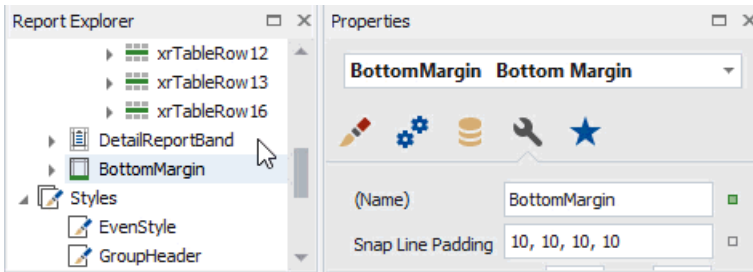 Report Explorer
xrTableRow12
xrTableRow13
xrTableRow16
DetailReportBand
BottomMargin
Styles
EvenStyle
GroupHeader
Properties
BottomMargin Bottom Margin
(Name) BottomMargin
Snap Line Padding 10, 10, 10, 10